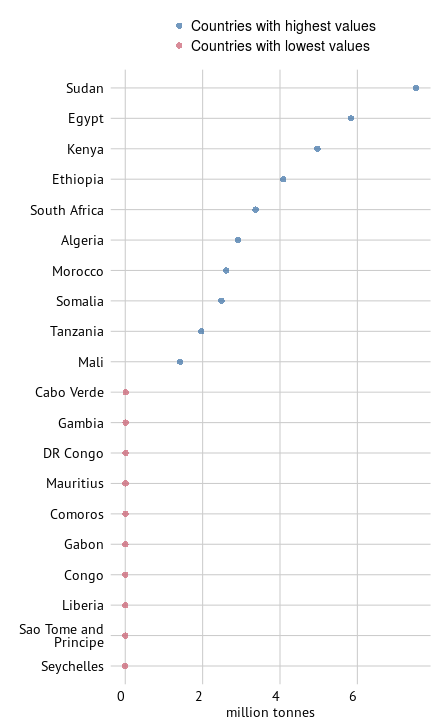 Countries with highest values
Countries with lowest values
Sudan
Egypt
Kenya
Ethiopia
South Africa
Algeria
Morocco
Somalia
Tanzania
Mali
Cabo Verde
Gambia
DR Congo
Mauritius
Comoros
Gabon
Congo
Liberia
Sao Tome and
Principe
Seychelles
0 2 4 6
million tonnes